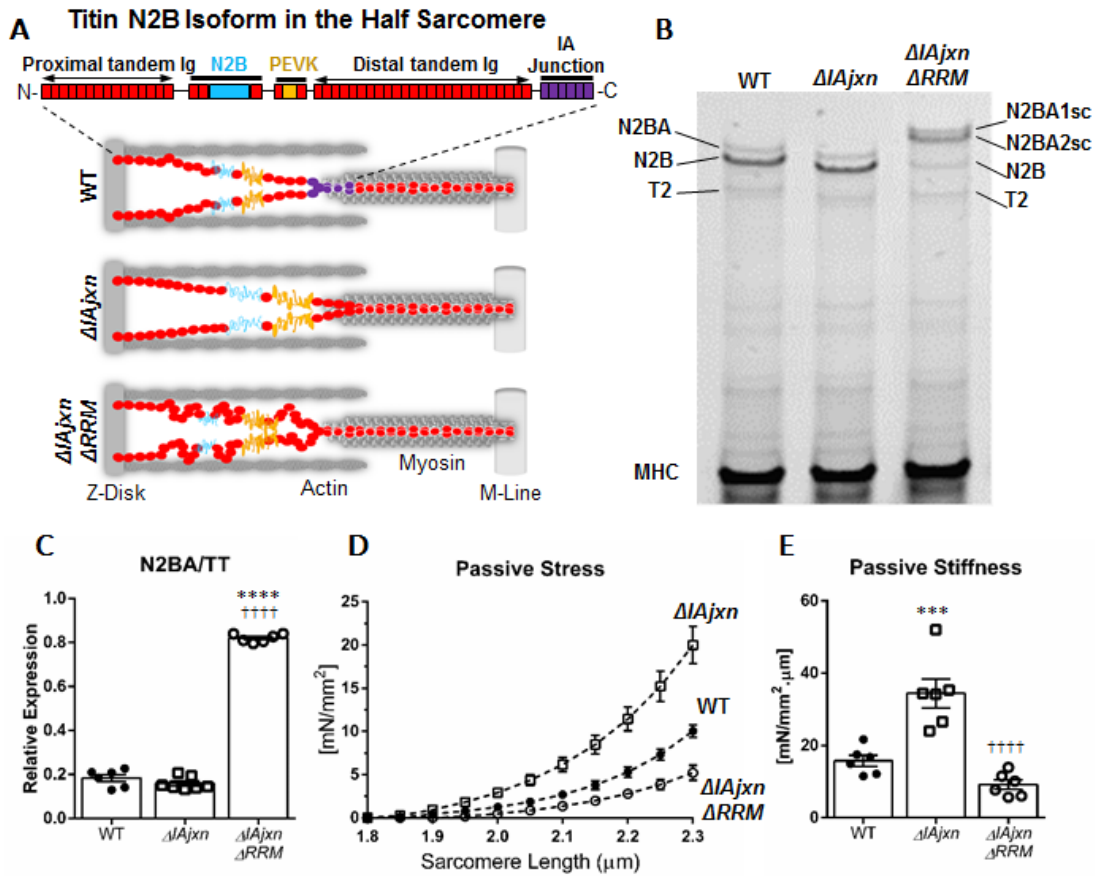 Titin N2B Isoform in the Half Sarcomere
A
Proximal tandem Ig
N2B
PEVK
Distal tandem Ig
IA
Junction
N-
-C
WT
ΔIAjxn
ΔIAjxn
ΔRRM
Z-Disk
Actin
Myosin
M-Line
B
WT
ΔIAjxn
ΔIAjxn
ΔRRM
N2BA
N2B
T2
MHC
N2BA1sc
N2BA2sc
N2B
T2
C
N2BA/TT
Relative Expression
1.0
0.8
0.6
0.4
0.2
0.0
****
††††
WT
ΔIAjxn
ΔIAjxn
ΔRRM
D
Passive Stress
[mN/mm²]
25
20
15
10
5
0
ΔIAjxn
WT
ΔIAjxn
ΔRRM
1.8 1.9 2.0 2.1 2.2 2.3
Sarcomere Length (μm)
E
Passive Stiffness
[mN/mm².μm]
60
40
20
0
***
††††
WT
ΔIAjxn
ΔIAjxn
ΔRRM